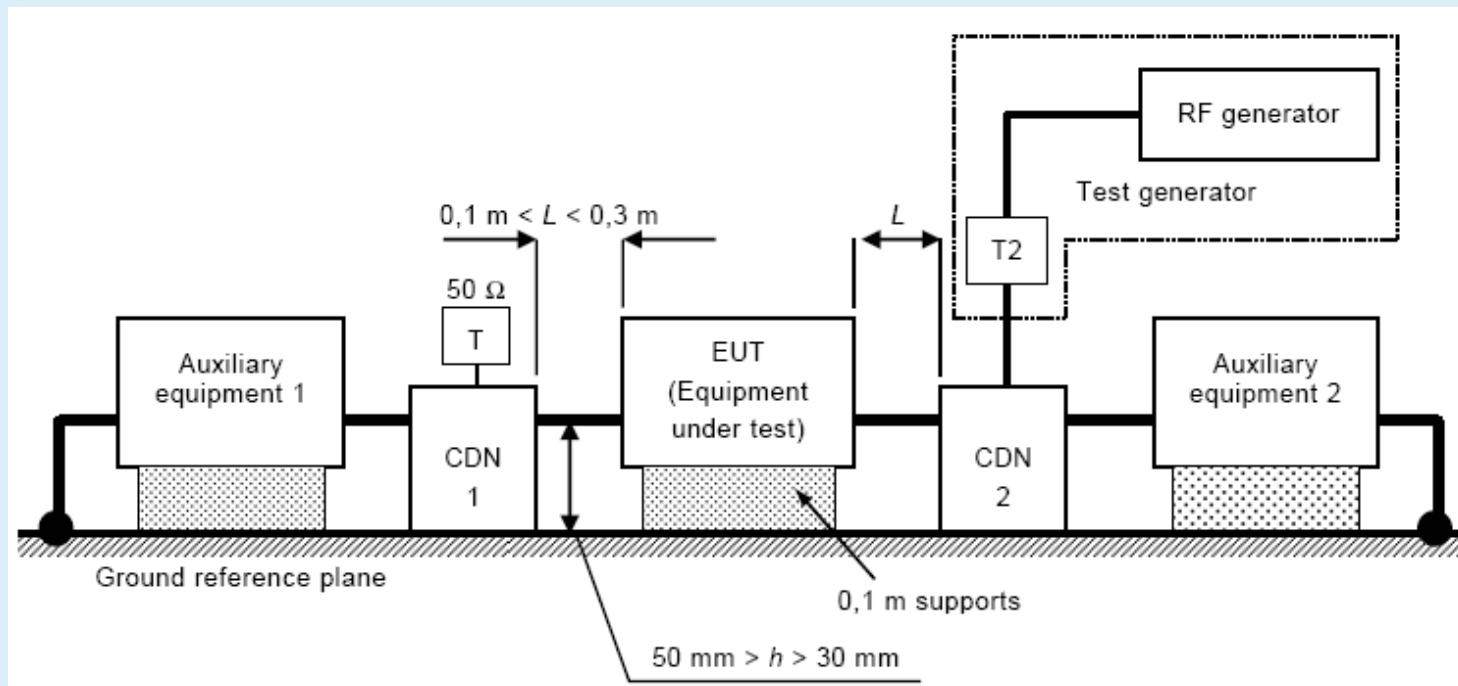 RF generator
Test generator
0,1 m < L < 0,3 m
L
T2
50 Ω
T
Auxiliary
equipment 1
EUT
(Equipment
under test)
Auxiliary
equipment 2
CDN
1
CDN
2
Ground reference plane
0,1 m supports
50 mm > h > 30 mm